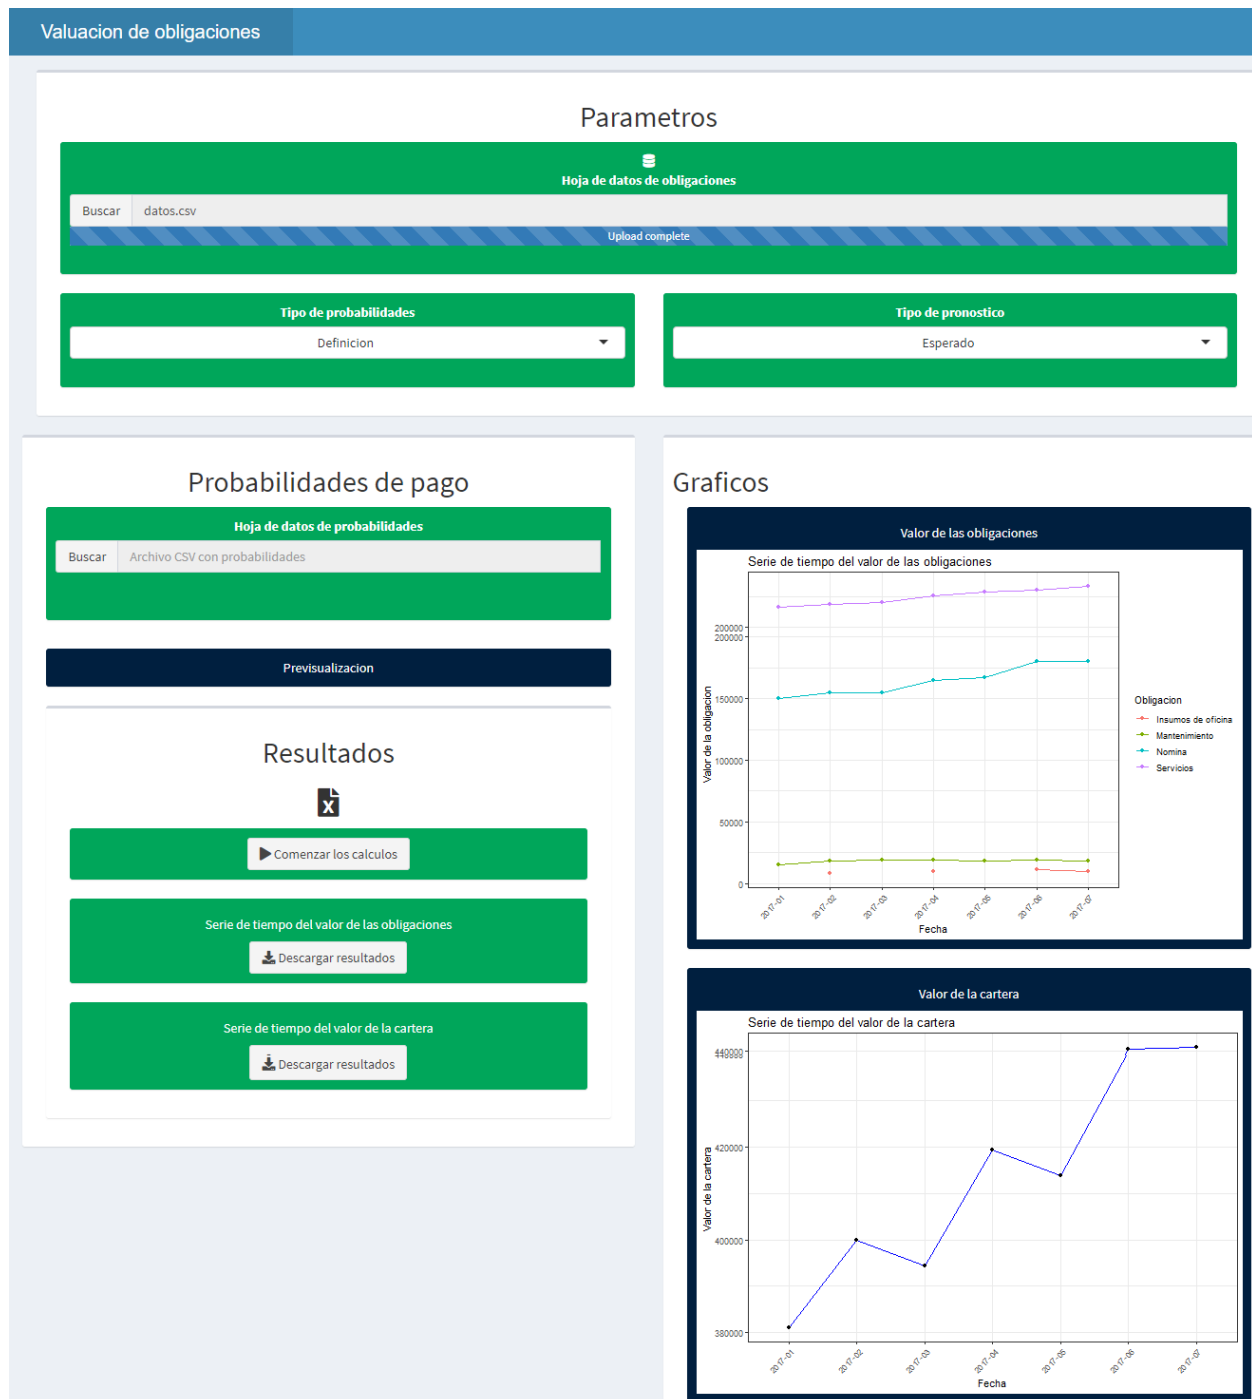 Valuacion de obligaciones
Parametros
Hoja de datos de obligaciones
Buscar datos.csv
Upload complete
Tipo de probabilidades
Definicion
Tipo de pronostico
Esperado
Probabilidades de pago
Hoja de datos de probabilidades
Buscar Archivo CSV con probabilidades
Previsualizacion
Resultados
Comenzar los calculos
Serie de tiempo del valor de las obligaciones
Descargar resultados
Serie de tiempo del valor de la cartera
Descargar resultados
Graficos
Valor de las obligaciones
Serie de tiempo del valor de las obligaciones
Valor de la obligacion
200000
200000
150000
100000
50000
0
2017-01
2017-02
2017-03
2017-04
2017-05
2017-06
2017-07
Fecha
Obligacion
Insumos de oficina
Mantenimiento
Nomina
Servicios
Valor de la cartera
Serie de tiempo del valor de la cartera
Valor de la cartera
440000
420000
400000
380000
2017-01
2017-02
2017-03
2017-04
2017-05
2017-06
2017-07
Fecha